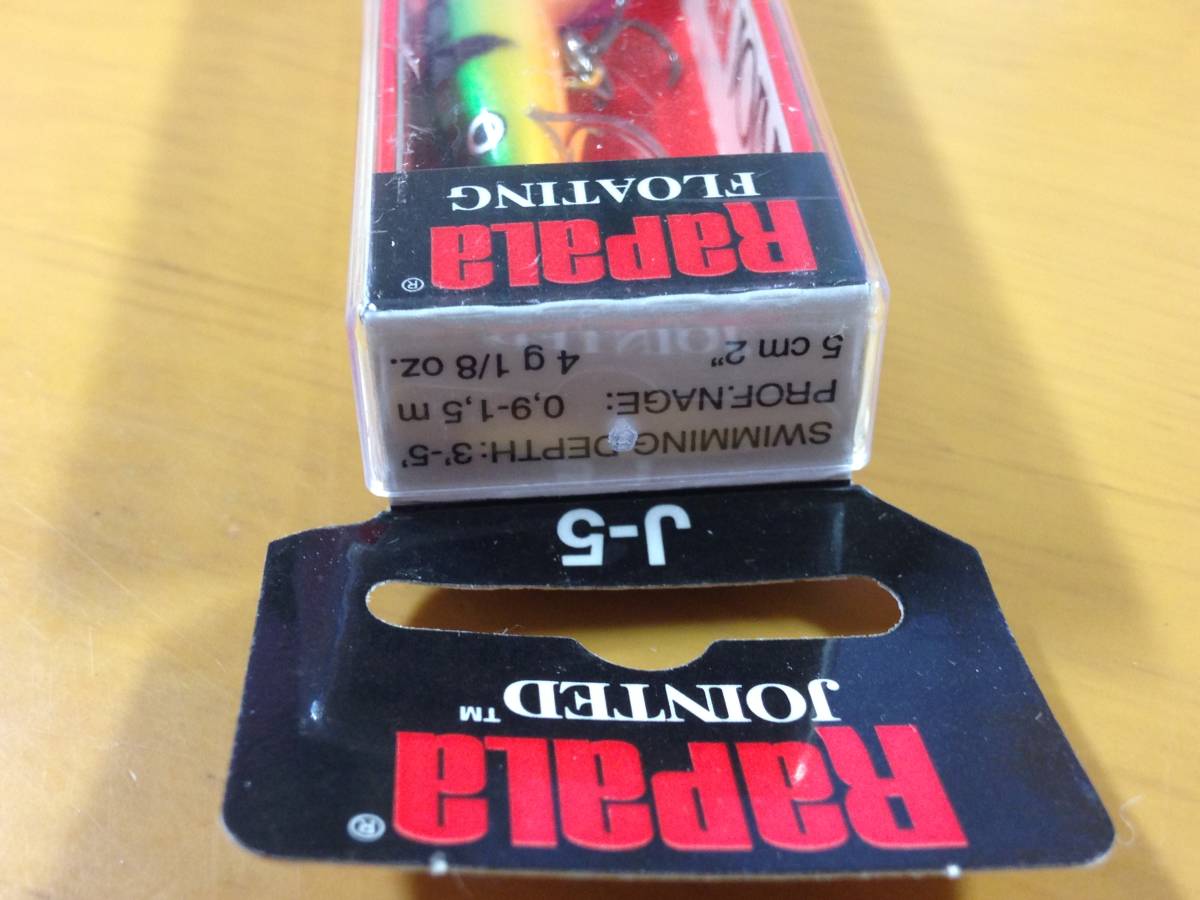 RAPALA®
JOINTED™
J-5
SWIMMING DEPTH: 3'-5'
PROF.NAGE: 0,9-1,5 m
5 cm 2” 4 g 1/8 oz.
JOINTED
RAPALA®
FLOATING